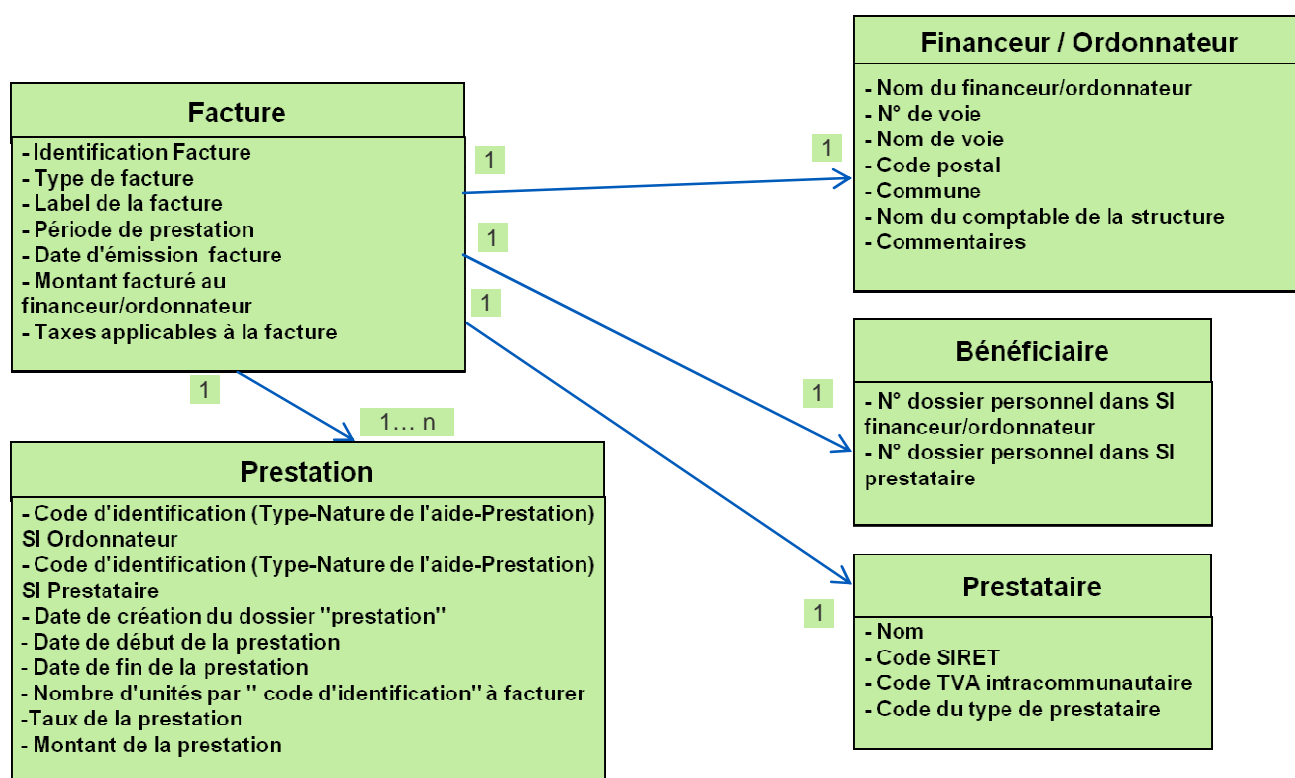 Facture
- Identification Facture
- Type de facture
- Label de la facture
- Période de prestation
- Date d'émission facture
- Montant facturé au
financeur/ordonnateur
- Taxes applicables à la facture
Financeur / Ordonnateur
- Nom du financeur/ordonnateur
- N° de voie
- Nom de voie
- Code postal
- Commune
- Nom du comptable de la structure
- Commentaires
1
1
1
1
1
1
1
1... n
Bénéficiaire
- N° dossier personnel dans SI
financeur/ordonnateur
- N° dossier personnel dans SI
prestataire
Prestation
- Code d'identification (Type-Nature de l'aide-Prestation)
SI Ordonnateur
- Code d'identification (Type-Nature de l'aide-Prestation)
SI Prestataire
- Date de création du dossier "prestation"
- Date de début de la prestation
- Date de fin de la prestation
- Nombre d'unités par " code d'identification" à facturer
-Taux de la prestation
- Montant de la prestation
Prestataire
- Nom
- Code SIRET
- Code TVA intracommunautaire
- Code du type de prestataire